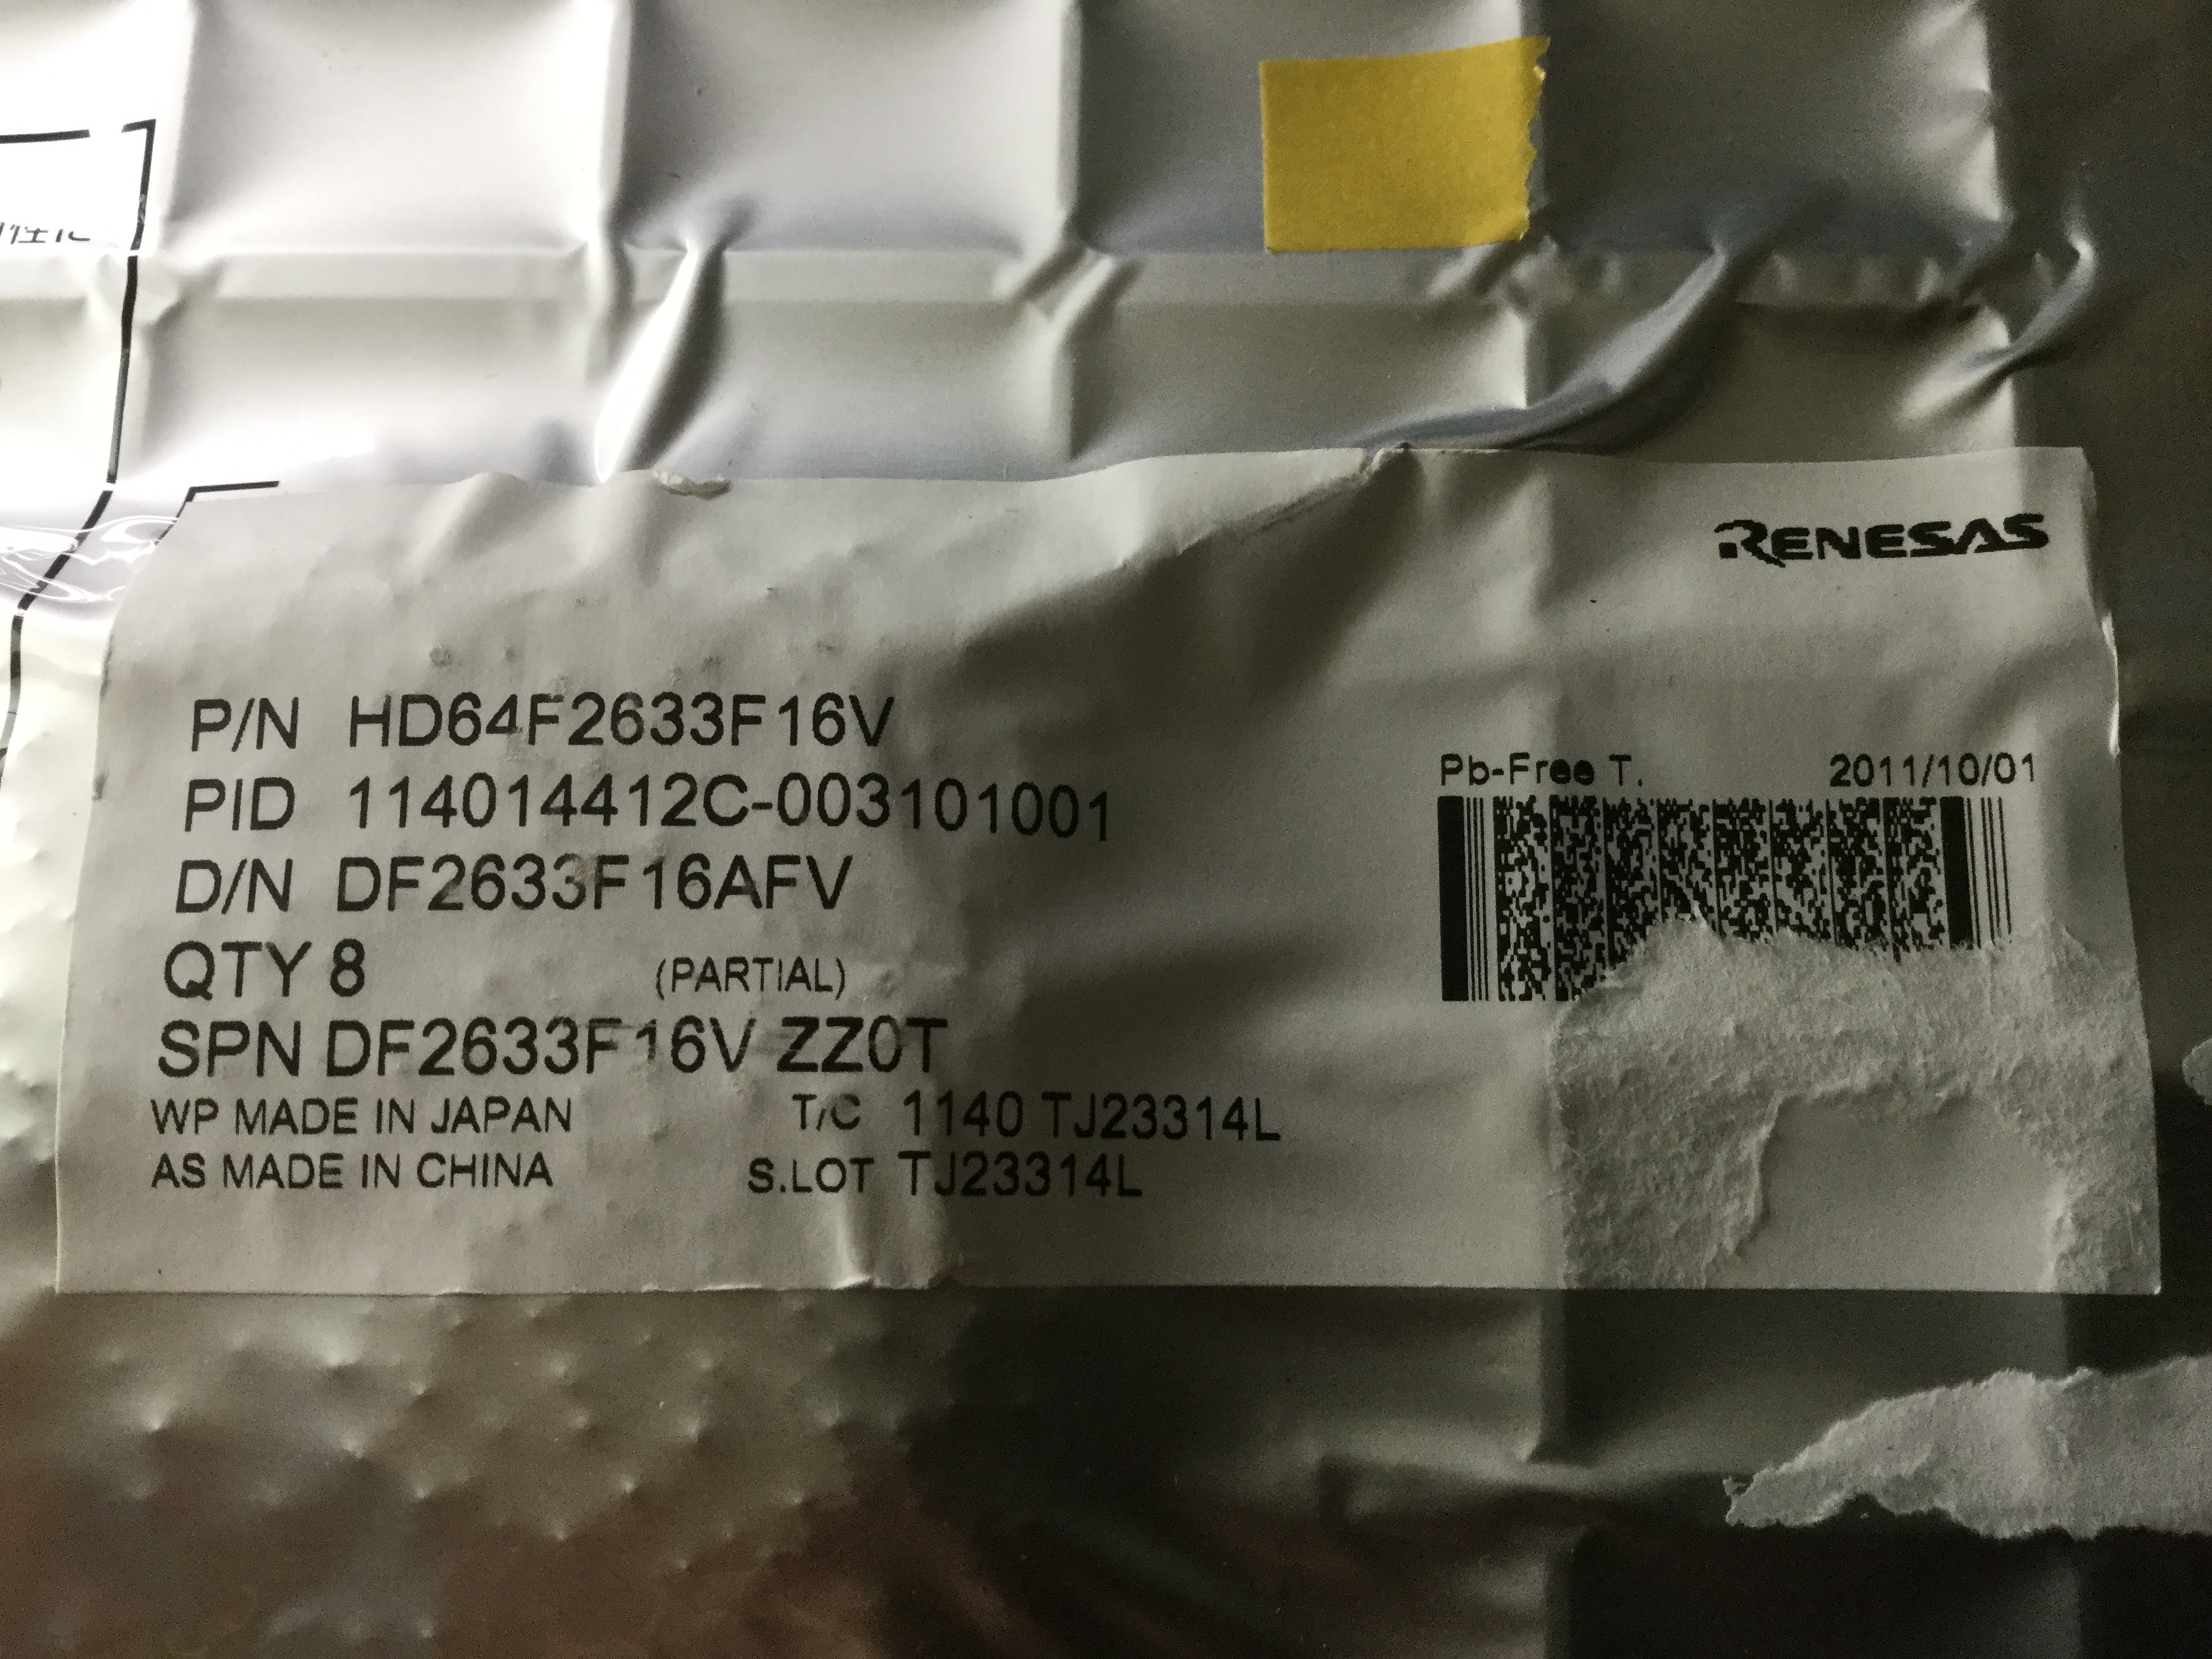 RENESAS
P/N HD64F2633F16V
PID 114014412C-003101001
Pb-Free T. 2011/10/01
D/N DF2633F16AFV
QTY 8 (PARTIAL)
SPN DF2633F16V ZZ0T
WP MADE IN JAPAN T/C 1140 TJ23314L
AS MADE IN CHINA S.LOT TJ23314L